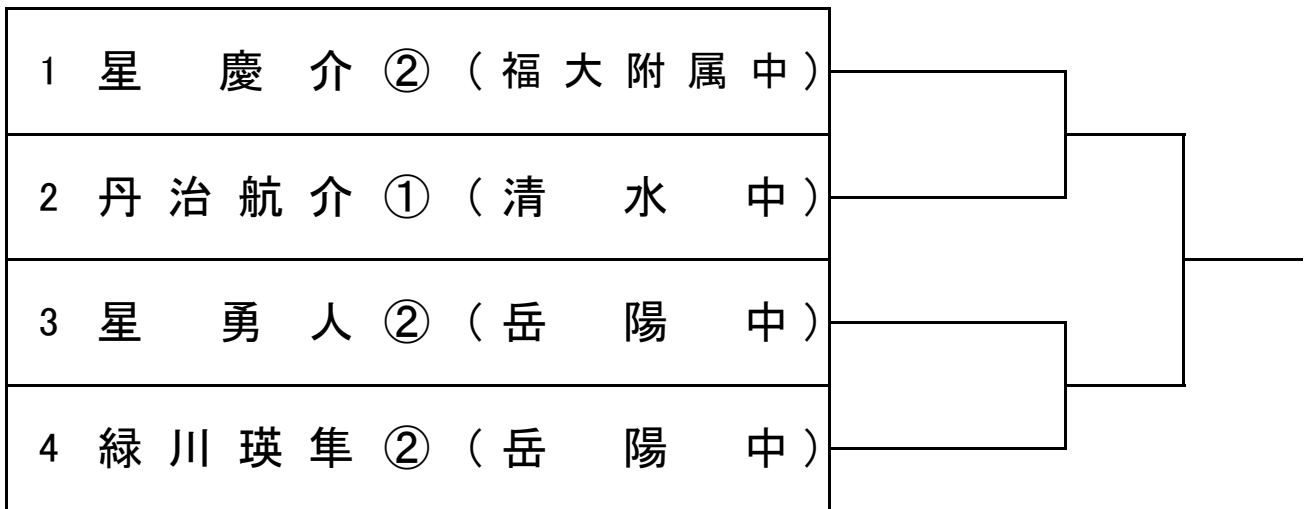 1 星 慶 介 ② (福大附属中)
2 丹治航介 ① (清 水 中)
3 星 勇 人 ② (岳 陽 中)
4 緑川瑛隼 ② (岳 陽 中)